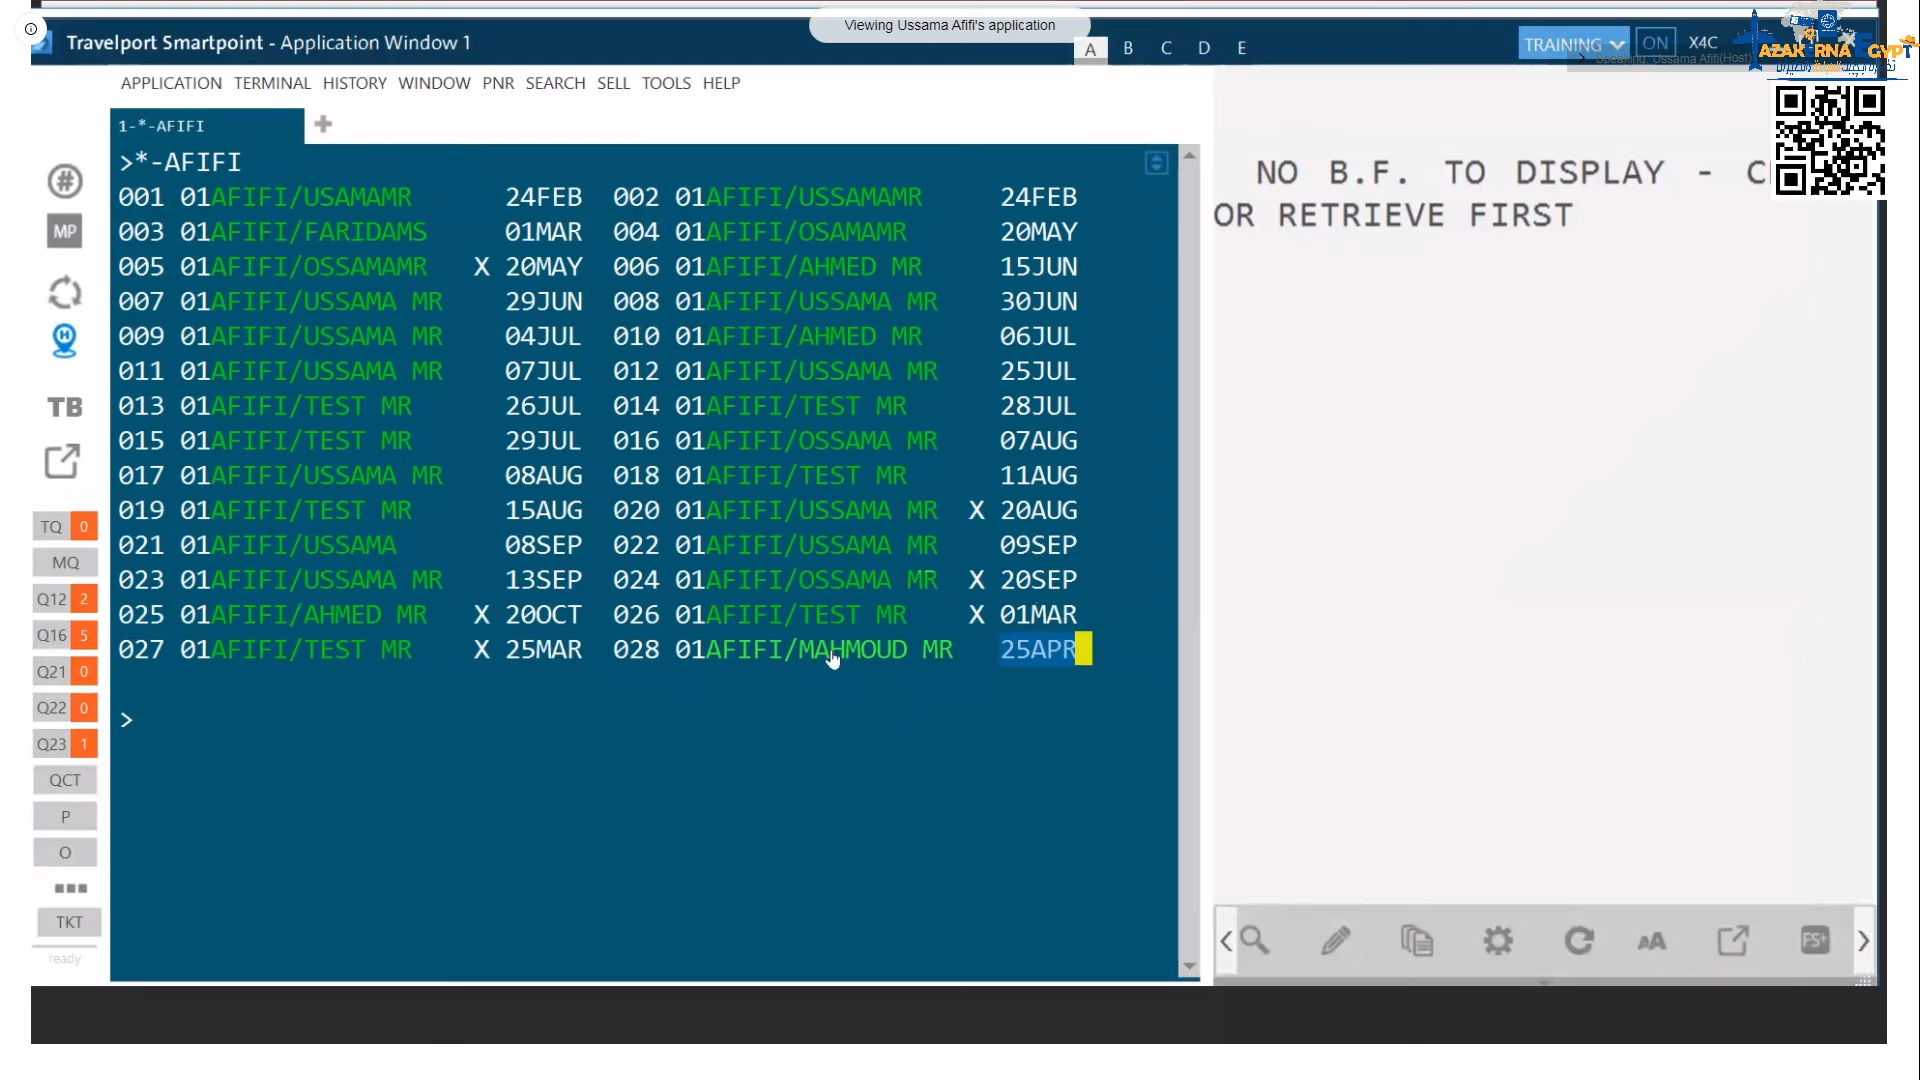 Viewing Ussama Afifi's application
Travelport Smartpoint - Application Window 1
A B C D E
TRAINING ON X4C
Speaking: Ussama Afifi(Host)
APPLICATION TERMINAL HISTORY WINDOW PNR SEARCH SELL TOOLS HELP
1-*-AFIFI
>*-AFIFI
001 01AFIFI/USAMAMR 24FEB 002 01AFIFI/USSAMAMR 24FEB
003 01AFIFI/FARIDAMS 01MAR 004 01AFIFI/OSAMAMR 20MAY
005 01AFIFI/OSSAMAMR X 20MAY 006 01AFIFI/AHMED MR 15JUN
007 01AFIFI/USSAMA MR 29JUN 008 01AFIFI/USSAMA MR 30JUN
009 01AFIFI/USSAMA MR 04JUL 010 01AFIFI/AHMED MR 06JUL
011 01AFIFI/USSAMA MR 07JUL 012 01AFIFI/USSAMA MR 25JUL
013 01AFIFI/TEST MR 26JUL 014 01AFIFI/TEST MR 28JUL
015 01AFIFI/TEST MR 29JUL 016 01AFIFI/OSSAMA MR 07AUG
017 01AFIFI/USSAMA MR 08AUG 018 01AFIFI/TEST MR 11AUG
019 01AFIFI/TEST MR 15AUG 020 01AFIFI/USSAMA MR X 20AUG
021 01AFIFI/USSAMA 08SEP 022 01AFIFI/USSAMA MR 09SEP
023 01AFIFI/USSAMA MR 13SEP 024 01AFIFI/OSSAMA MR X 20SEP
025 01AFIFI/AHMED MR X 20OCT 026 01AFIFI/TEST MR X 01MAR
027 01AFIFI/TEST MR X 25MAR 028 01AFIFI/MAHMOUD MR 25APR
>
NO B.F. TO DISPLAY - C
OR RETRIEVE FIRST
MP
TB
TQ 0
MQ
Q12 2
Q16 5
Q21 0
Q22 0
Q23 1
QCT
P
O
TKT
ready
AA
FS+